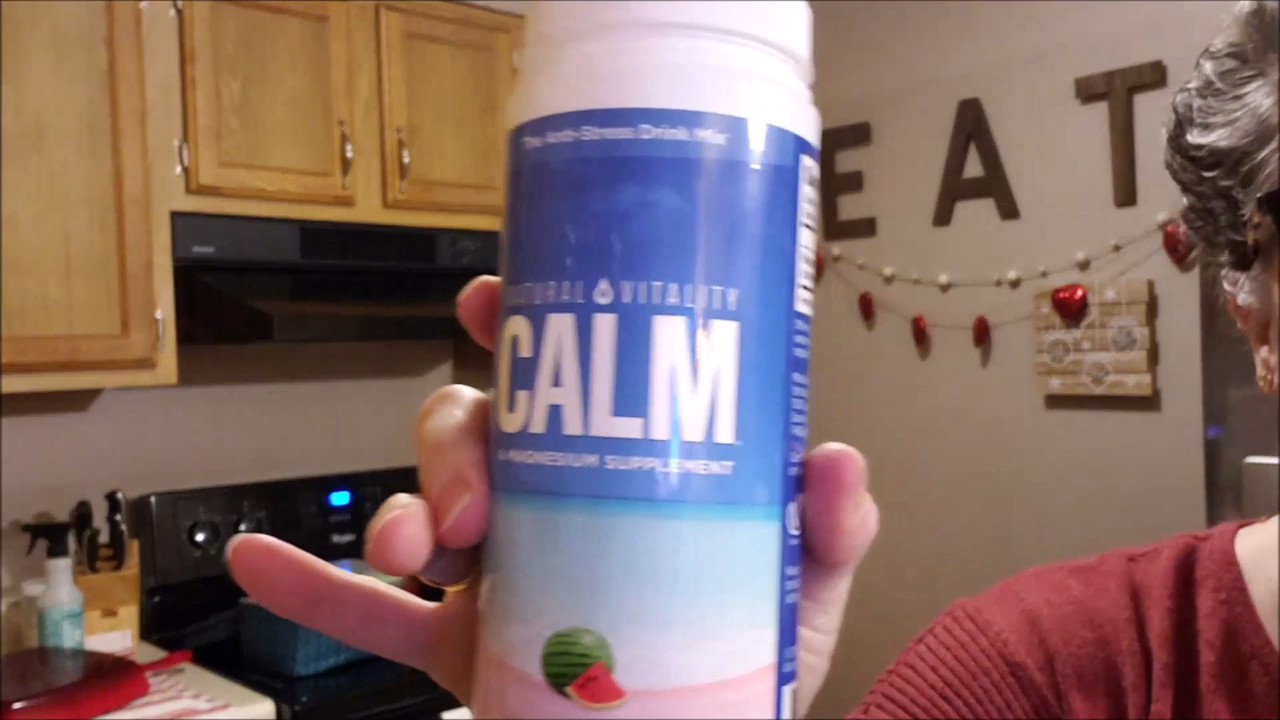 The Anti-Stress Drink Mix
NATURAL VITALITY
CALM
A MAGNESIUM SUPPLEMENT
EAT